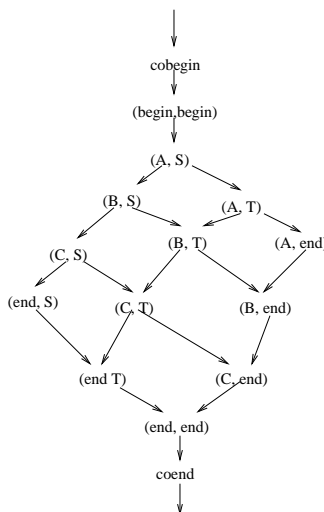 cobegin
(begin,begin)
(A, S)
(B, S)
(A, T)
(B, T)
(A, end)
(C, S)
(end, S)
(C, T)
(B, end)
(end T)
(C, end)
(end, end)
coend